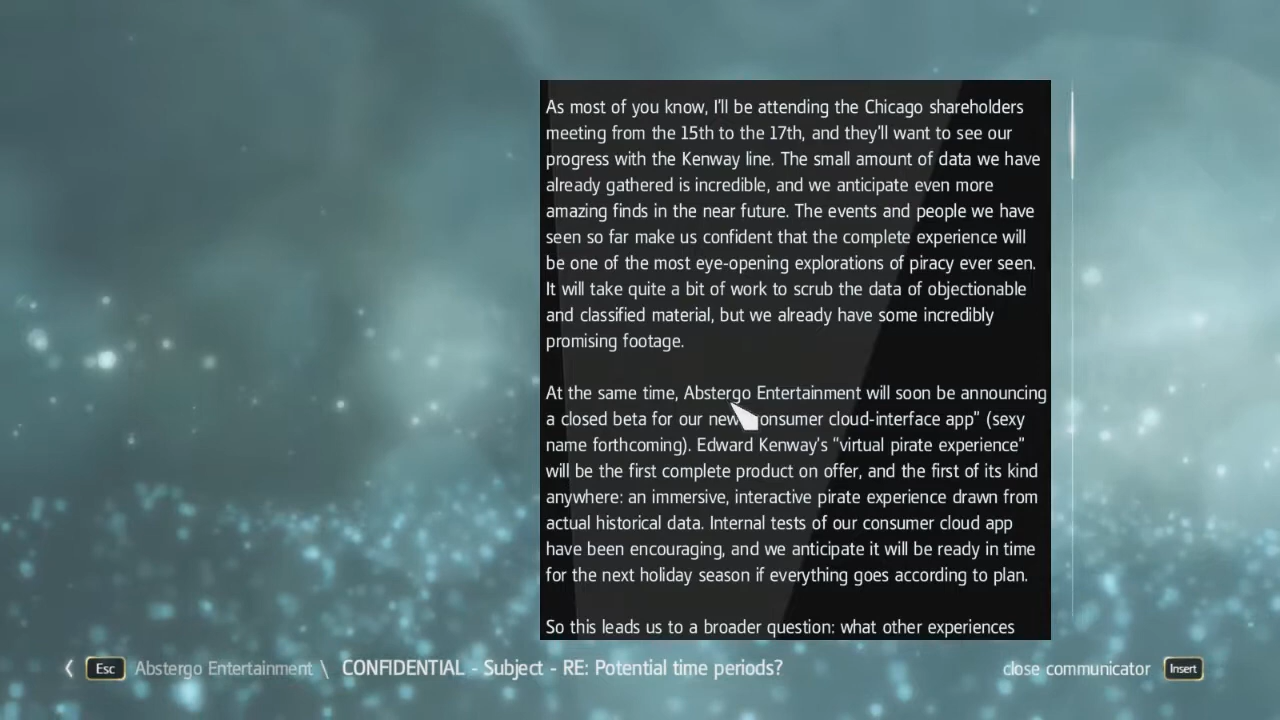 As most of you know, I'll be attending the Chicago shareholders
meeting from the 15th to the 17th, and they'll want to see our
progress with the Kenway line. The small amount of data we have
already gathered is incredible, and we anticipate even more
amazing finds in the near future. The events and people we have
seen so far make us confident that the complete experience will
be one of the most eye-opening explorations of piracy ever seen.
It will take quite a bit of work to scrub the data of objectionable
and classified material, but we already have some incredibly
promising footage.
At the same time, Abstergo Entertainment will soon be announcing
a closed beta for our new onsumer cloud-interface app” (sexy
name forthcoming). Edward Kenway's “virtual pirate experience”
will be the first complete product on offer, and the first of its kind
anywhere: an immersive, interactive pirate experience drawn from
actual historical data. Internal tests of our consumer cloud app
have been encouraging, and we anticipate it will be ready in time
for the next holiday season if everything goes according to plan.
So this leads us to a broader question: what other experiences
Esc Abstergo Entertainment \ CONFIDENTIAL - Subject - RE: Potential time periods? close communicator Insert